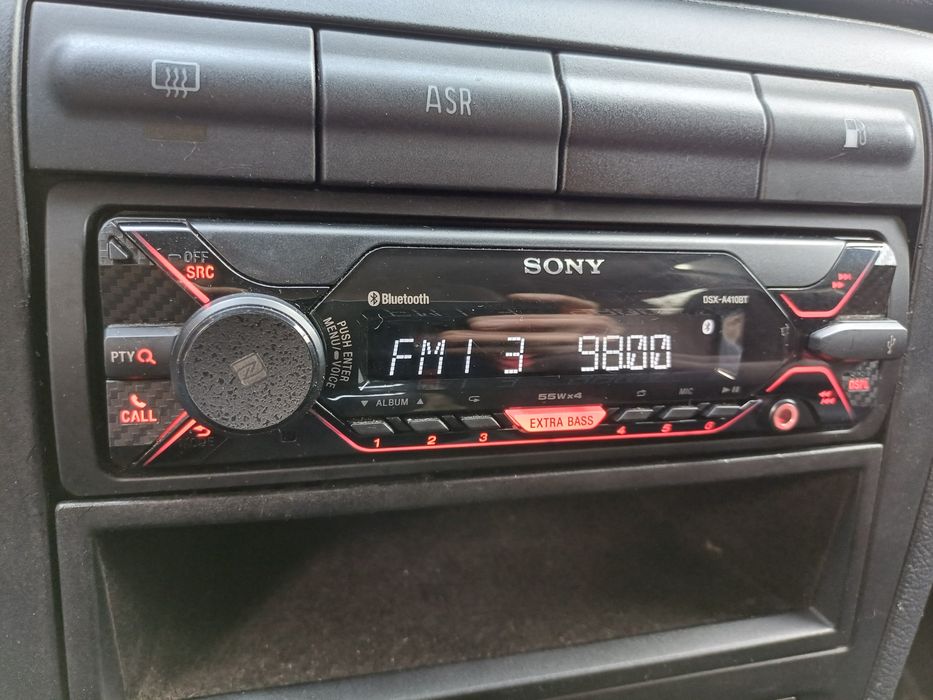 ASR
OFF
SRC
SONY
Bluetooth
DSX-A410BT
PUSH ENTER
MENU/ VOICE
PTY
FM1 3 98.00
CALL
ALBUM
55W×4
MIC
DSPL
EXTRA BASS
1 2 3 4 5 6